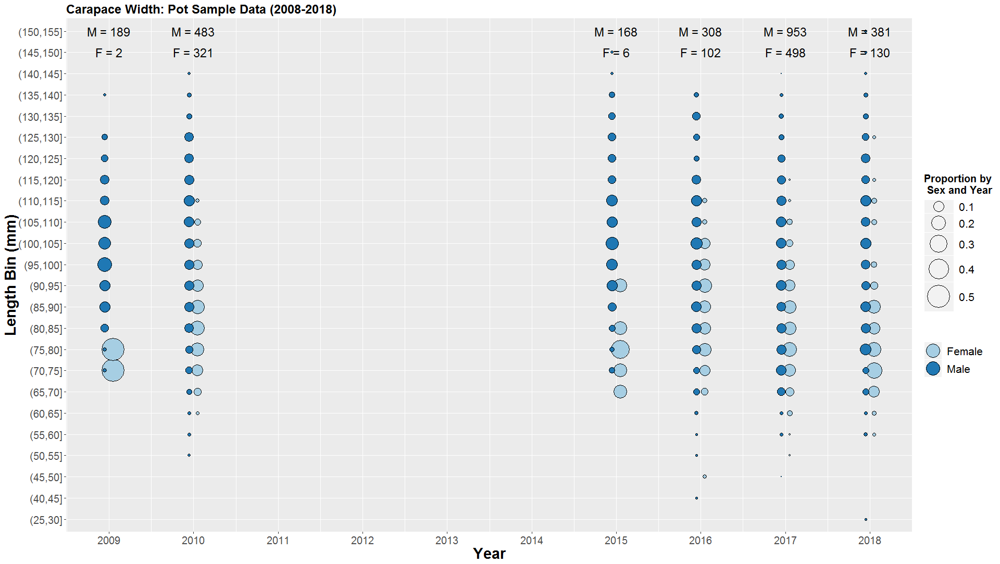 Carapace Width: Pot Sample Data (2008-2018)
M = 189
M = 483
M = 168
M = 308
M = 953
M = 381
F = 2
F = 321
F = 6
F = 102
F = 498
F = 130
Length Bin (mm)
(150,155]
(145,150]
(140,145]
(135,140]
(130,135]
(125,130]
(120,125]
(115,120]
(110,115]
(105,110]
(100,105]
(95,100]
(90,95]
(85,90]
(80,85]
(75,80]
(70,75]
(65,70]
(60,65]
(55,60]
(50,55]
(45,50]
(40,45]
(25,30]
2009
2010
2011
2012
2013
2014
2015
2016
2017
2018
Year
Proportion by
Sex and Year
0.1
0.2
0.3
0.4
0.5
Female
Male